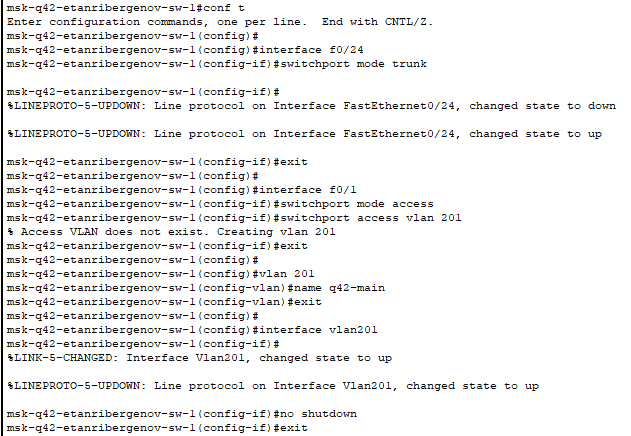 msk-q42-etanribergenov-sw-1#conf t
Enter configuration commands, one per line.  End with CNTL/Z.
msk-q42-etanribergenov-sw-1(config)#
msk-q42-etanribergenov-sw-1(config)#interface f0/24
msk-q42-etanribergenov-sw-1(config-if)#switchport mode trunk
msk-q42-etanribergenov-sw-1(config-if)#
%LINEPROTO-5-UPDOWN: Line protocol on Interface FastEthernet0/24, changed state to down
%LINEPROTO-5-UPDOWN: Line protocol on Interface FastEthernet0/24, changed state to up
msk-q42-etanribergenov-sw-1(config-if)#exit
msk-q42-etanribergenov-sw-1(config)#
msk-q42-etanribergenov-sw-1(config)#interface f0/1
msk-q42-etanribergenov-sw-1(config-if)#switchport mode access
msk-q42-etanribergenov-sw-1(config-if)#switchport access vlan 201
% Access VLAN does not exist. Creating vlan 201
msk-q42-etanribergenov-sw-1(config-if)#exit
msk-q42-etanribergenov-sw-1(config)#
msk-q42-etanribergenov-sw-1(config)#vlan 201
msk-q42-etanribergenov-sw-1(config-vlan)#name q42-main
msk-q42-etanribergenov-sw-1(config-vlan)#exit
msk-q42-etanribergenov-sw-1(config)#
msk-q42-etanribergenov-sw-1(config)#interface vlan201
msk-q42-etanribergenov-sw-1(config-if)#
%LINK-5-CHANGED: Interface Vlan201, changed state to up
%LINEPROTO-5-UPDOWN: Line protocol on Interface Vlan201, changed state to up
msk-q42-etanribergenov-sw-1(config-if)#no shutdown
msk-q42-etanribergenov-sw-1(config-if)#exit